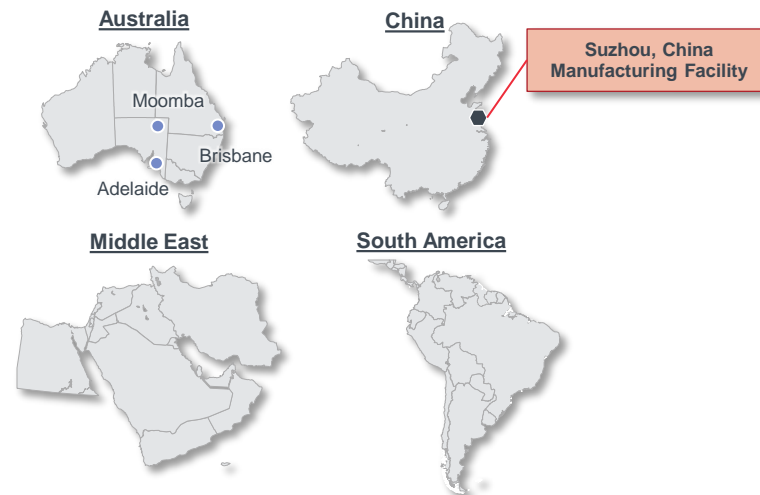 Australia
China
Suzhou, China
Manufacturing Facility
Moomba
Brisbane
Adelaide
Middle East
South America